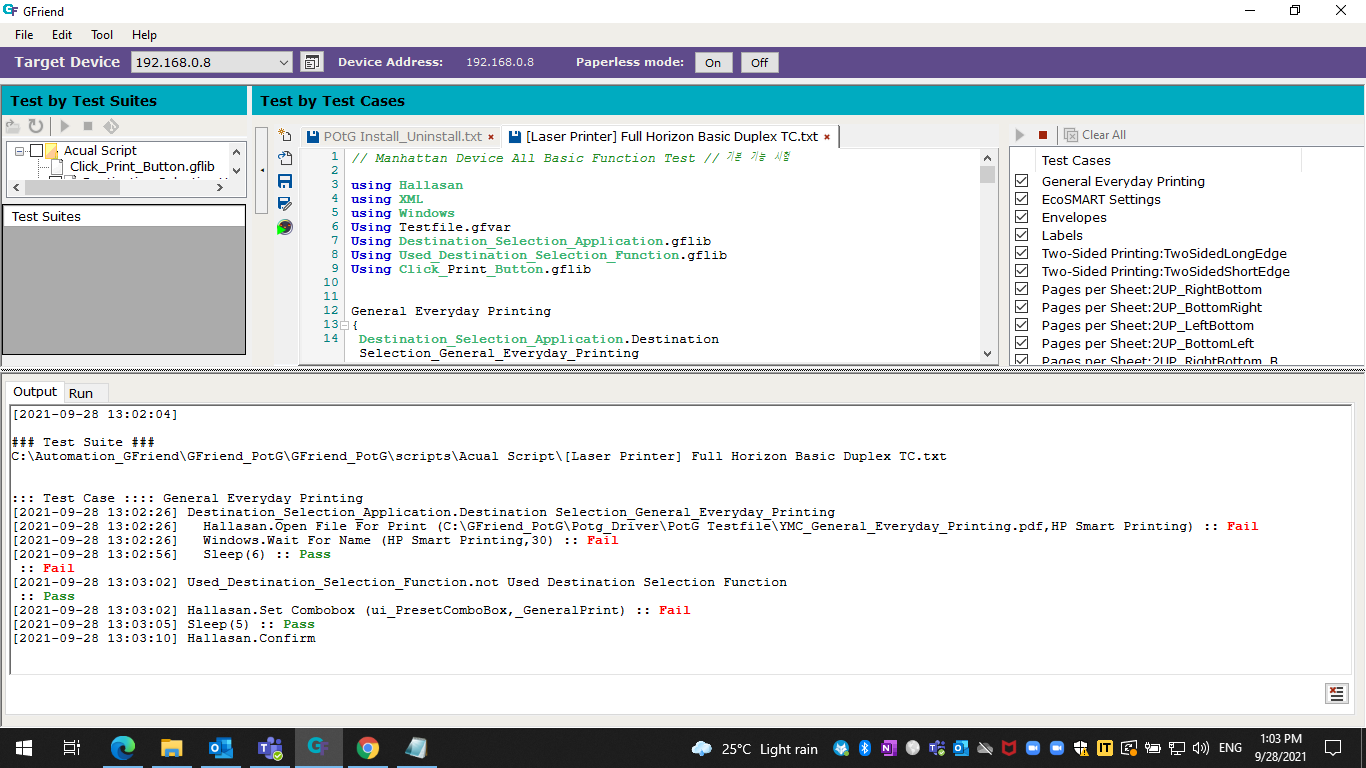 GFriend
File Edit Tool Help
Target Device 192.168.0.8 Device Address: 192.168.0.8 Paperless mode: On Off
Test by Test Suites
Test by Test Cases
Acual Script
Click_Print_Button.gflib
Test Suites
POtG Install_Uninstall.txt × [Laser Printer] Full Horizon Basic Duplex TC.txt ×
1 // Manhattan Device All Basic Function Test // 기본 기능 시험
2
3 using Hallasan
4 using XML
5 using Windows
6 Using Testfile.gfvar
7 Using Destination_Selection_Application.gflib
8 Using Used_Destination_Selection_Function.gflib
9 Using Click_Print_Button.gflib
10
11
12 General Everyday Printing
13 {
14 Destination_Selection_Application.Destination
Selection_General_Everyday_Printing
Clear All
Test Cases
General Everyday Printing
EcoSMART Settings
Envelopes
Labels
Two-Sided Printing:TwoSidedLongEdge
Two-Sided Printing:TwoSidedShortEdge
Pages per Sheet:2UP_RightBottom
Pages per Sheet:2UP_BottomRight
Pages per Sheet:2UP_LeftBottom
Pages per Sheet:2UP_BottomLeft
Pages per Sheet:2UP_RightBottom_B
Output Run
[2021-09-28 13:02:04]
### Test Suite ###
C:\Automation_GFriend\GFriend_PotG\GFriend_PotG\scripts\Acual Script\[Laser Printer] Full Horizon Basic Duplex TC.txt
::: Test Case :::: General Everyday Printing
[2021-09-28 13:02:26] Destination_Selection_Application.Destination Selection_General_Everyday_Printing
[2021-09-28 13:02:26] Hallasan.Open File For Print (C:\GFriend_PotG\Potg_Driver\PotG Testfile\YMC_General_Everyday_Printing.pdf,HP Smart Printing) :: Fail
[2021-09-28 13:02:26] Windows.Wait For Name (HP Smart Printing,30) :: Fail
[2021-09-28 13:02:56] Sleep(6) :: Pass
:: Fail
[2021-09-28 13:03:02] Used_Destination_Selection_Function.not Used Destination Selection Function
:: Pass
[2021-09-28 13:03:02] Hallasan.Set Combobox (ui_PresetComboBox,_GeneralPrint) :: Fail
[2021-09-28 13:03:05] Sleep(5) :: Pass
[2021-09-28 13:03:10] Hallasan.Confirm
25°C Light rain ENG 1:03 PM
9/28/2021